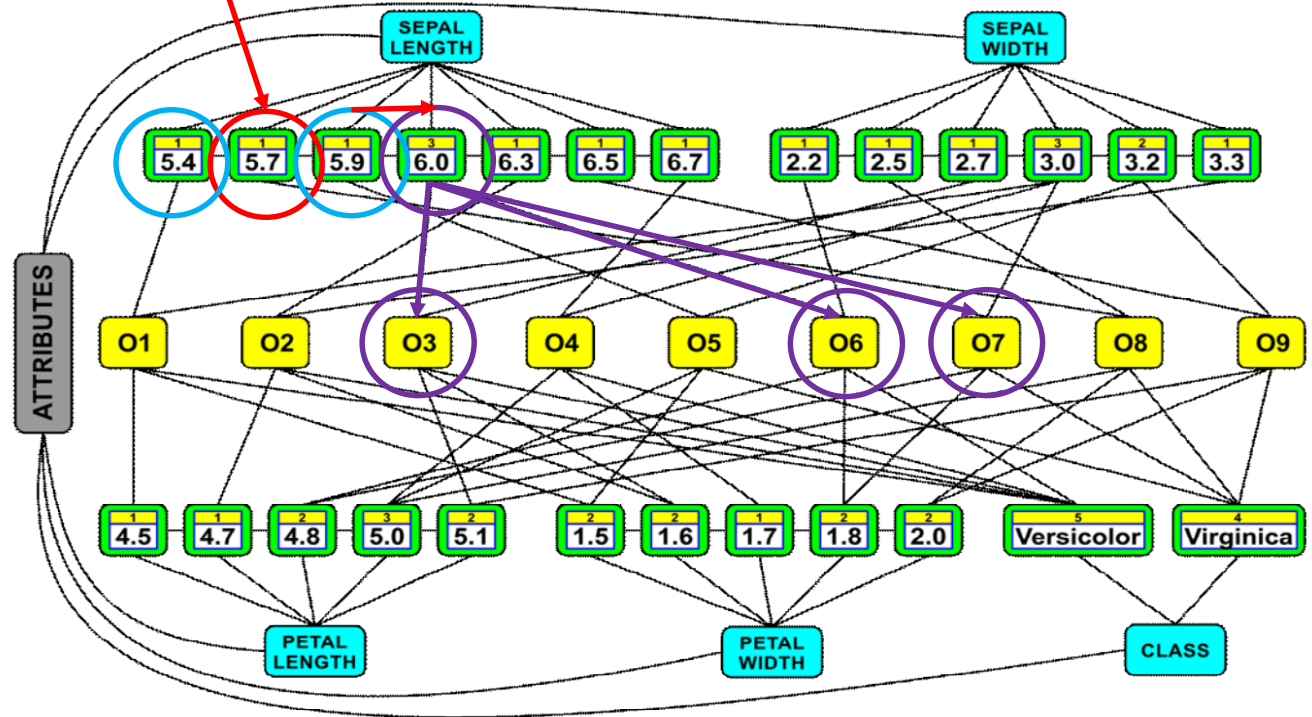 SEPAL
LENGTH
SEPAL
WIDTH
1 1 1 3 1 1 1 1 1 1 3 2 1
5.4 5.7 5.9 6.0 6.3 6.5 6.7 2.2 2.5 2.7 3.0 3.2 3.3
ATTRIBUTES
O1 O2 O3 O4 O5 O6 O7 O8 O9
1 1 2 3 2 2 2 1 2 2 5 4
4.5 4.7 4.8 5.0 5.1 1.5 1.6 1.7 1.8 2.0 Versicolor Virginica
PETAL
LENGTH
PETAL
WIDTH
CLASS